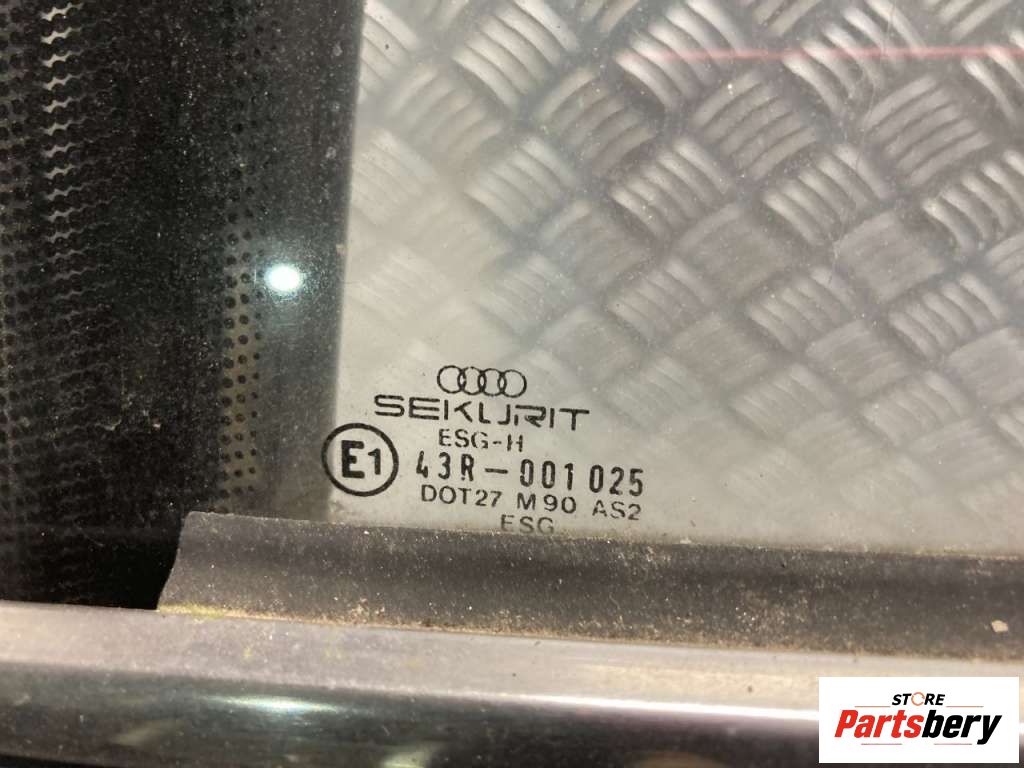 SEKURIT
ESG-H
E1 43R-001025
DOT27 M90 AS2
ESG
STORE
Partsbery